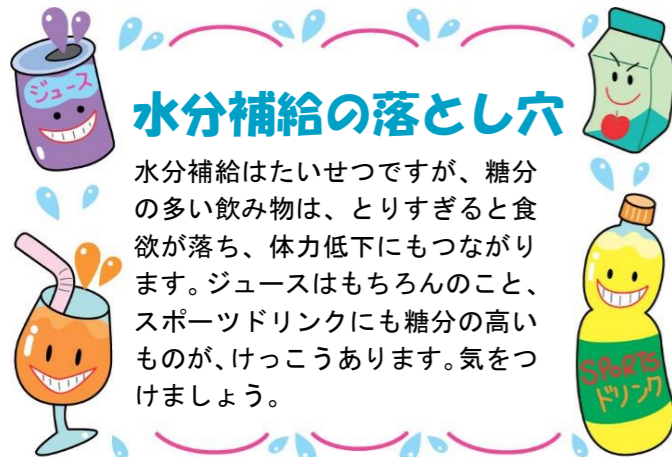 ジュース
水分補給の落とし穴
水分補給はたいせつですが、糖分
の多い飲み物は、とりすぎると食
欲が落ち、体力低下にもつながり
ます。ジュースはもちろんのこと、
スポーツドリンクにも糖分の高い
ものが、けっこうあります。気をつ
けましょう。
SPORTS
ドリンク